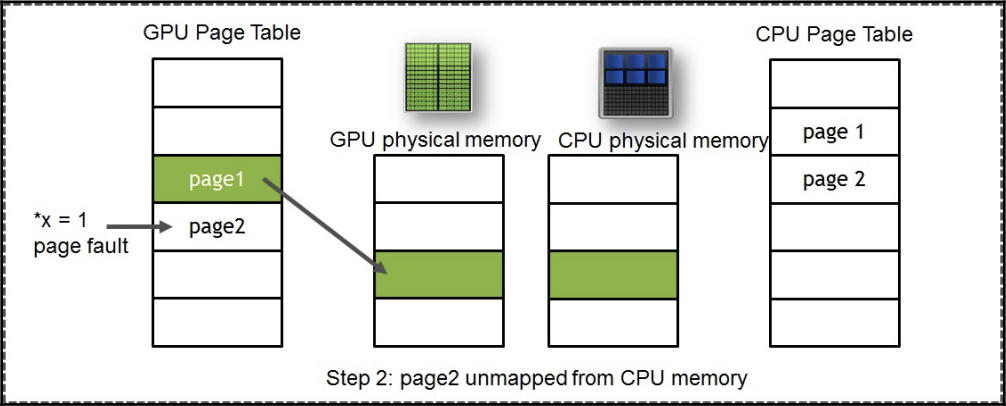 GPU Page Table
CPU Page Table
GPU physical memory
CPU physical memory
page 1
page1
page 2
*x = 1
page fault
page2
Step 2: page2 unmapped from CPU memory